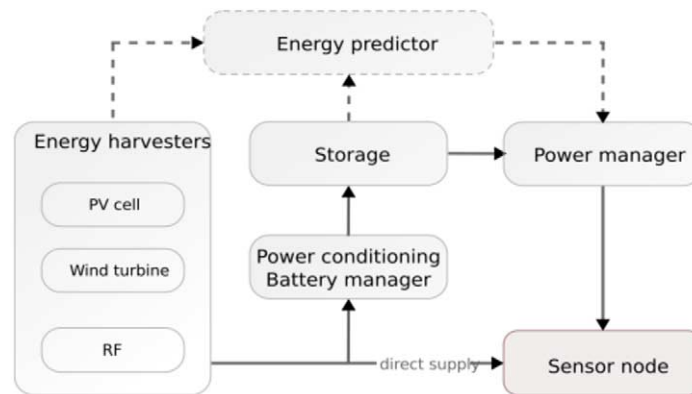 Energy predictor
Energy harvesters
Storage
Power manager
PV cell
Wind turbine
Power conditioning
Battery manager
RF
direct supply
Sensor node